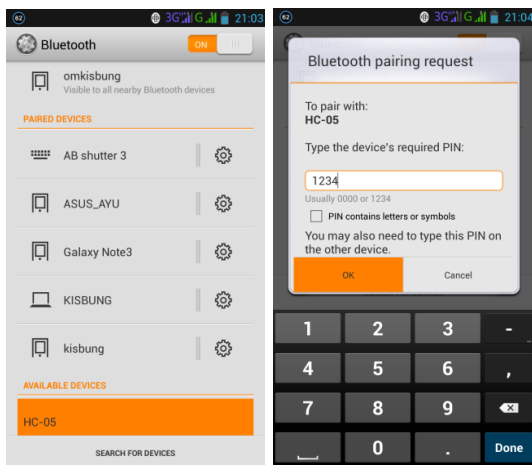 62 3G G 21:03
Bluetooth ON
omkisbung
Visible to all nearby Bluetooth devices
PAIRED DEVICES
AB shutter 3
ASUS_AYU
Galaxy Note3
KISBUNG
kisbung
AVAILABLE DEVICES
HC-05
SEARCH FOR DEVICES
62 3G G 21:04
Bluetooth pairing request
To pair with:
HC-05
Type the device's required PIN:
1234
Usually 0000 or 1234
PIN contains letters or symbols
You may also need to type this PIN on
the other device.
OK Cancel
1 2 3 -
4 5 6 ,
7 8 9
0 . Done